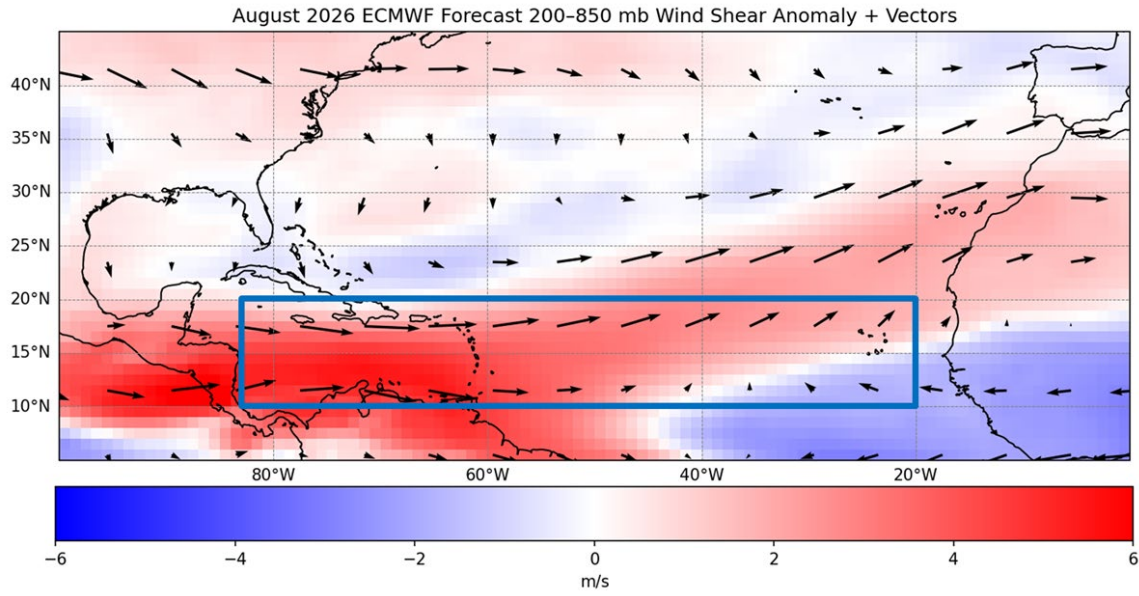 August 2026 ECMWF Forecast 200–850 mb Wind Shear Anomaly + Vectors
40°N
35°N
30°N
25°N
20°N
15°N
10°N
80°W 60°W 40°W 20°W
−6 −4 −2 0 2 4 6
m/s